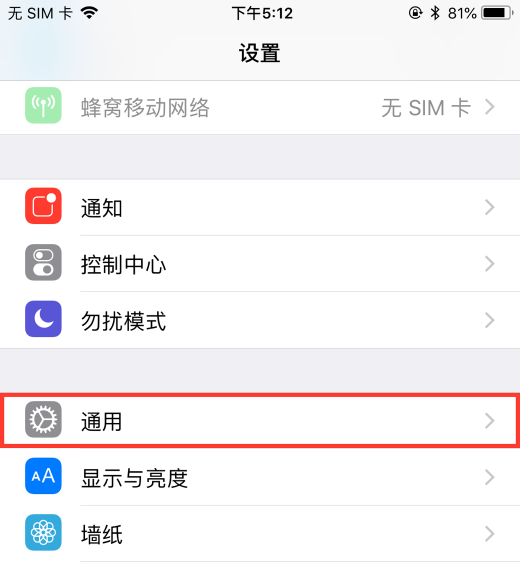 无 SIM 卡 下午5:12 81%
设置
蜂窝移动网络 无 SIM 卡
通知
控制中心
勿扰模式
通用
AA 显示与亮度
墙纸